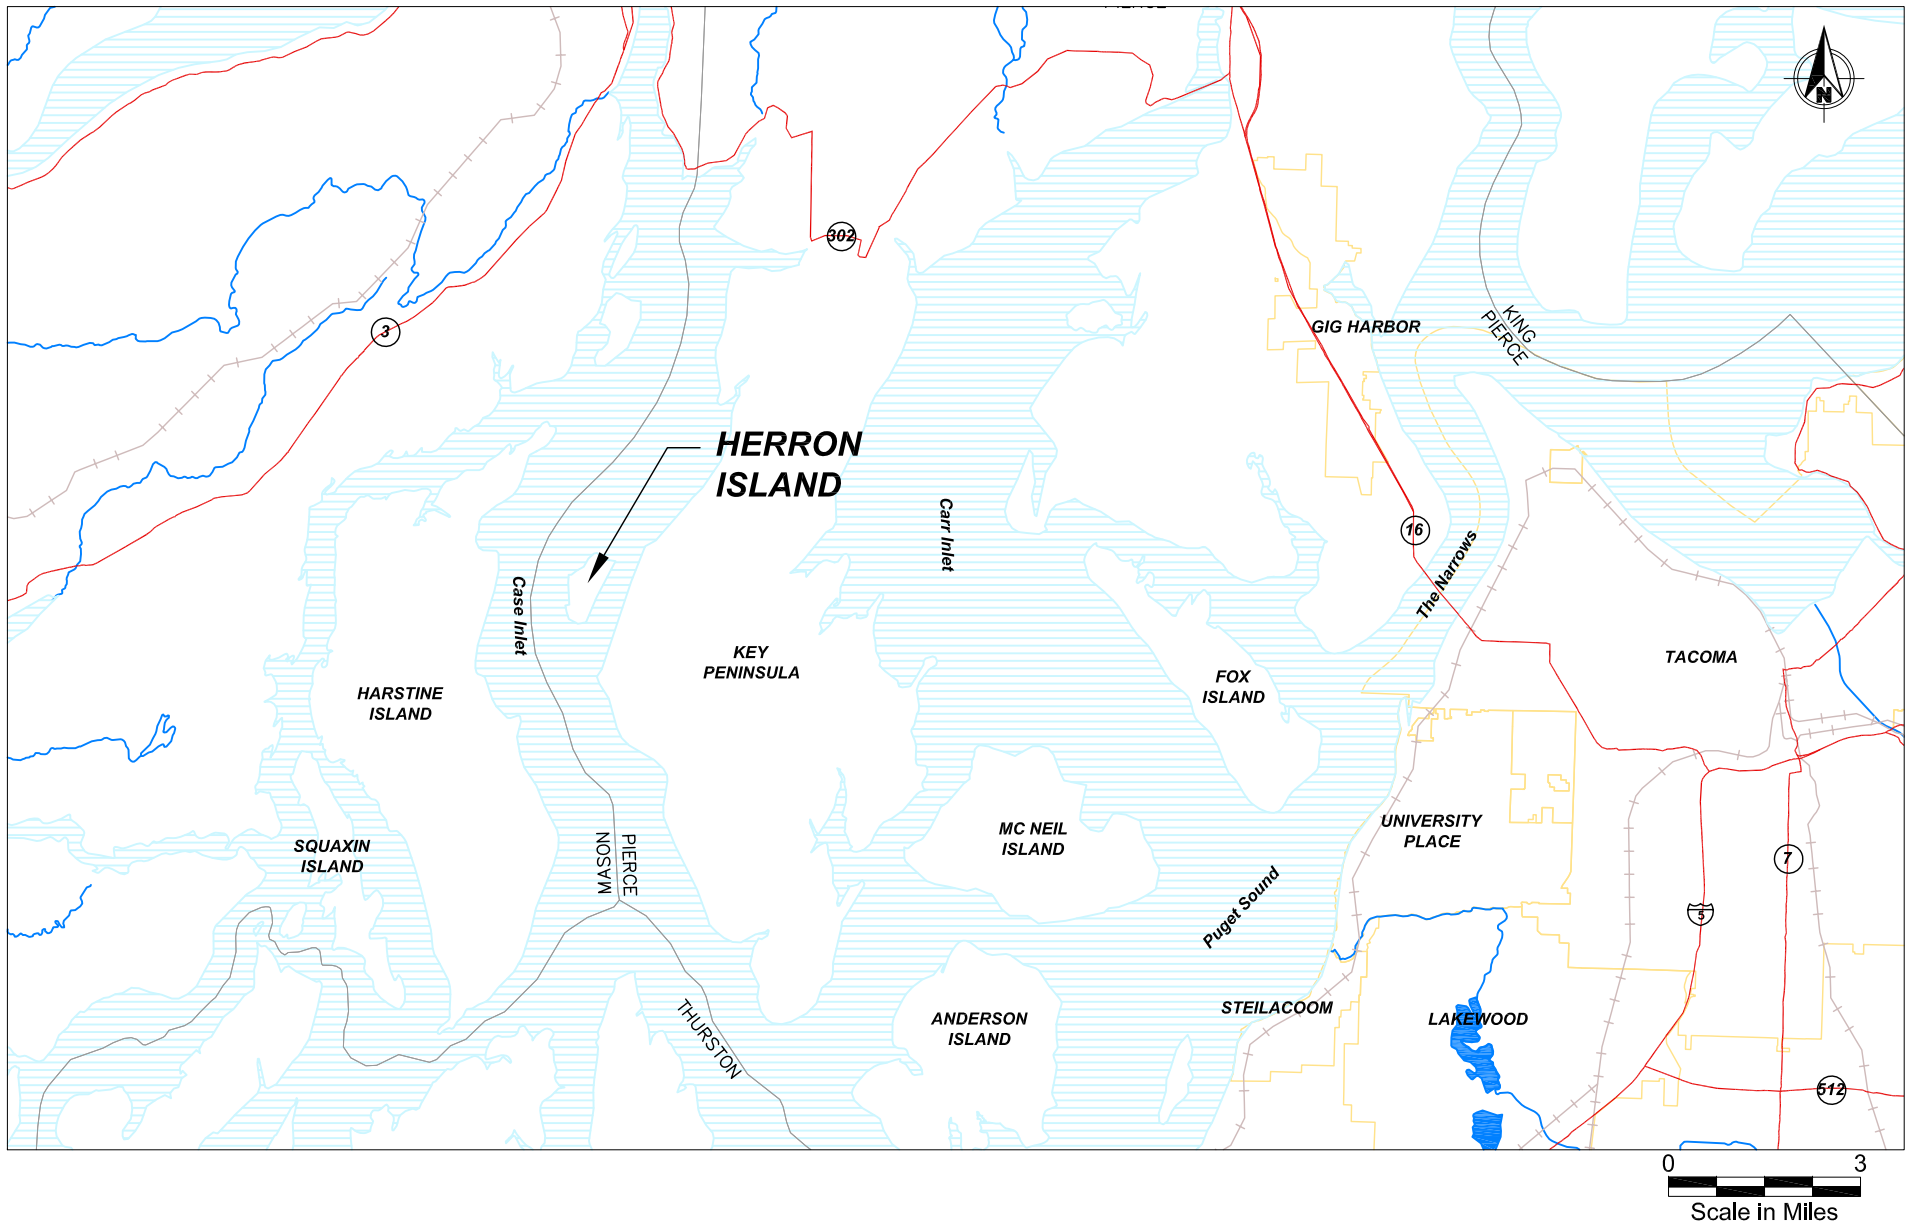 N
302
3
GIG HARBOR
KING
PIERCE
HERRON
ISLAND
Carr Inlet
16
The Narrows
Case Inlet
KEY
PENINSULA
TACOMA
FOX
ISLAND
HARSTINE
ISLAND
MC NEIL
ISLAND
UNIVERSITY
PLACE
SQUAXIN
ISLAND
PIERCE
MASON
7
Puget Sound
5
STEILACOOM
LAKEWOOD
ANDERSON
ISLAND
THURSTON
512
0 3
Scale in Miles